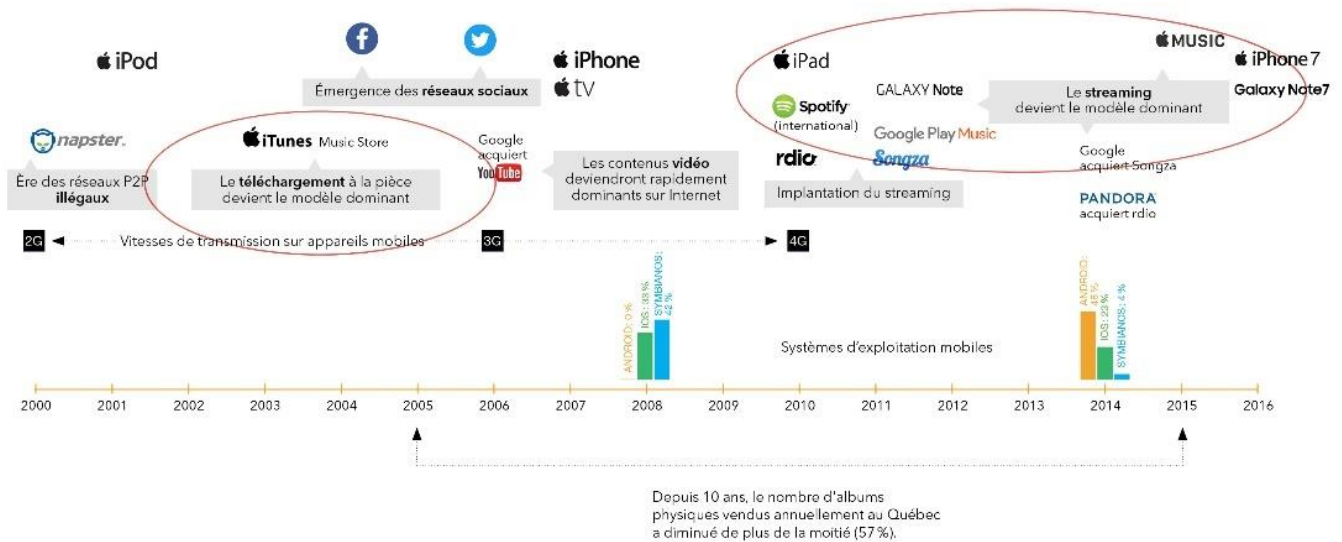 iPod
iPhone
tv
iPad
MUSIC
iPhone 7
Émergence des réseaux sociaux
GALAXY Note
Le streaming
devient le modèle dominant
Galaxy Note7
napster.
iTunes Music Store
Google
acquiert
YouTube
Spotify
(international)
Google Play Music
rdio
Songza
Google
acquiert Songza
Ère des réseaux P2P
illégaux
Le téléchargement à la pièce
devient le modèle dominant
Les contenus vidéo
deviendront rapidement
dominants sur Internet
Implantation du streaming
PANDORA
acquiert rdio
2G
Vitesses de transmission sur appareils mobiles
3G
4G
ANDROID: 0 %
IOS: 33 %
SYMBIANOS:
42 %
Systèmes d'exploitation mobiles
ANDROID:
IOS: 23 %
SYMBIANOS: 4 %
2000
2001
2002
2003
2004
2005
2006
2007
2008
2009
2010
2011
2012
2013
2014
2015
2016
Depuis 10 ans, le nombre d'albums
physiques vendus annuellement au Québec
a diminué de plus de la moitié (57 %).